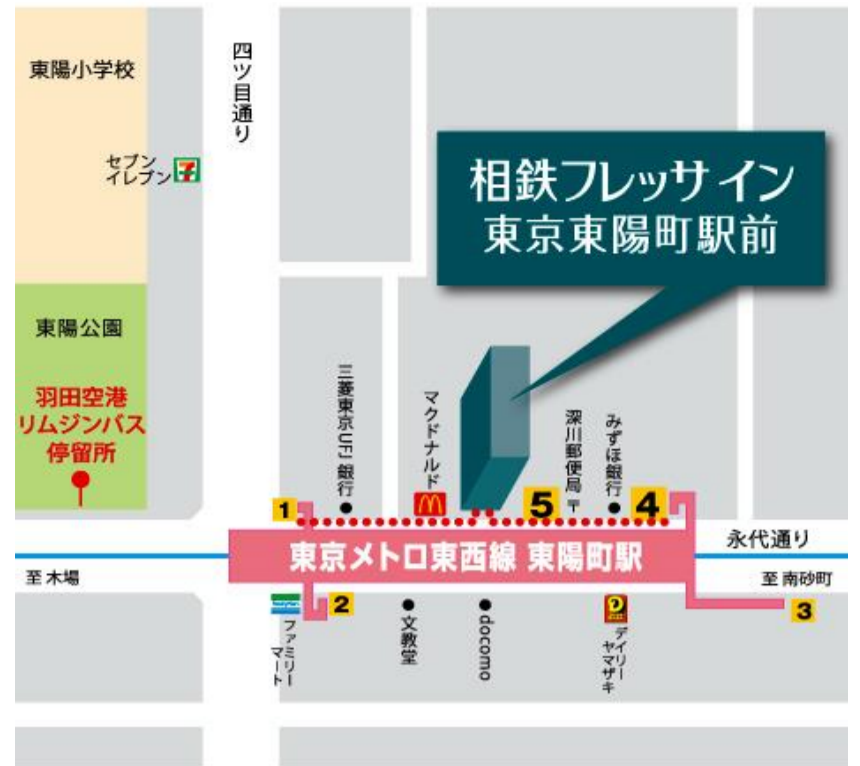 東陽小学校
四ツ目通り
セブン
イレブン
7
相鉄フレッサイン
東京東陽町駅前
東陽公園
羽田空港
リムジンバス
停留所
三菱東京UFJ銀行
マクドナルド
深川郵便局
〒
みずほ銀行
1
5
4
永代通り
東京メトロ東西線 東陽町駅
至木場
至南砂町
2
3
ファミリー
マート
文教堂
docomo
デイリー
ヤマザキ